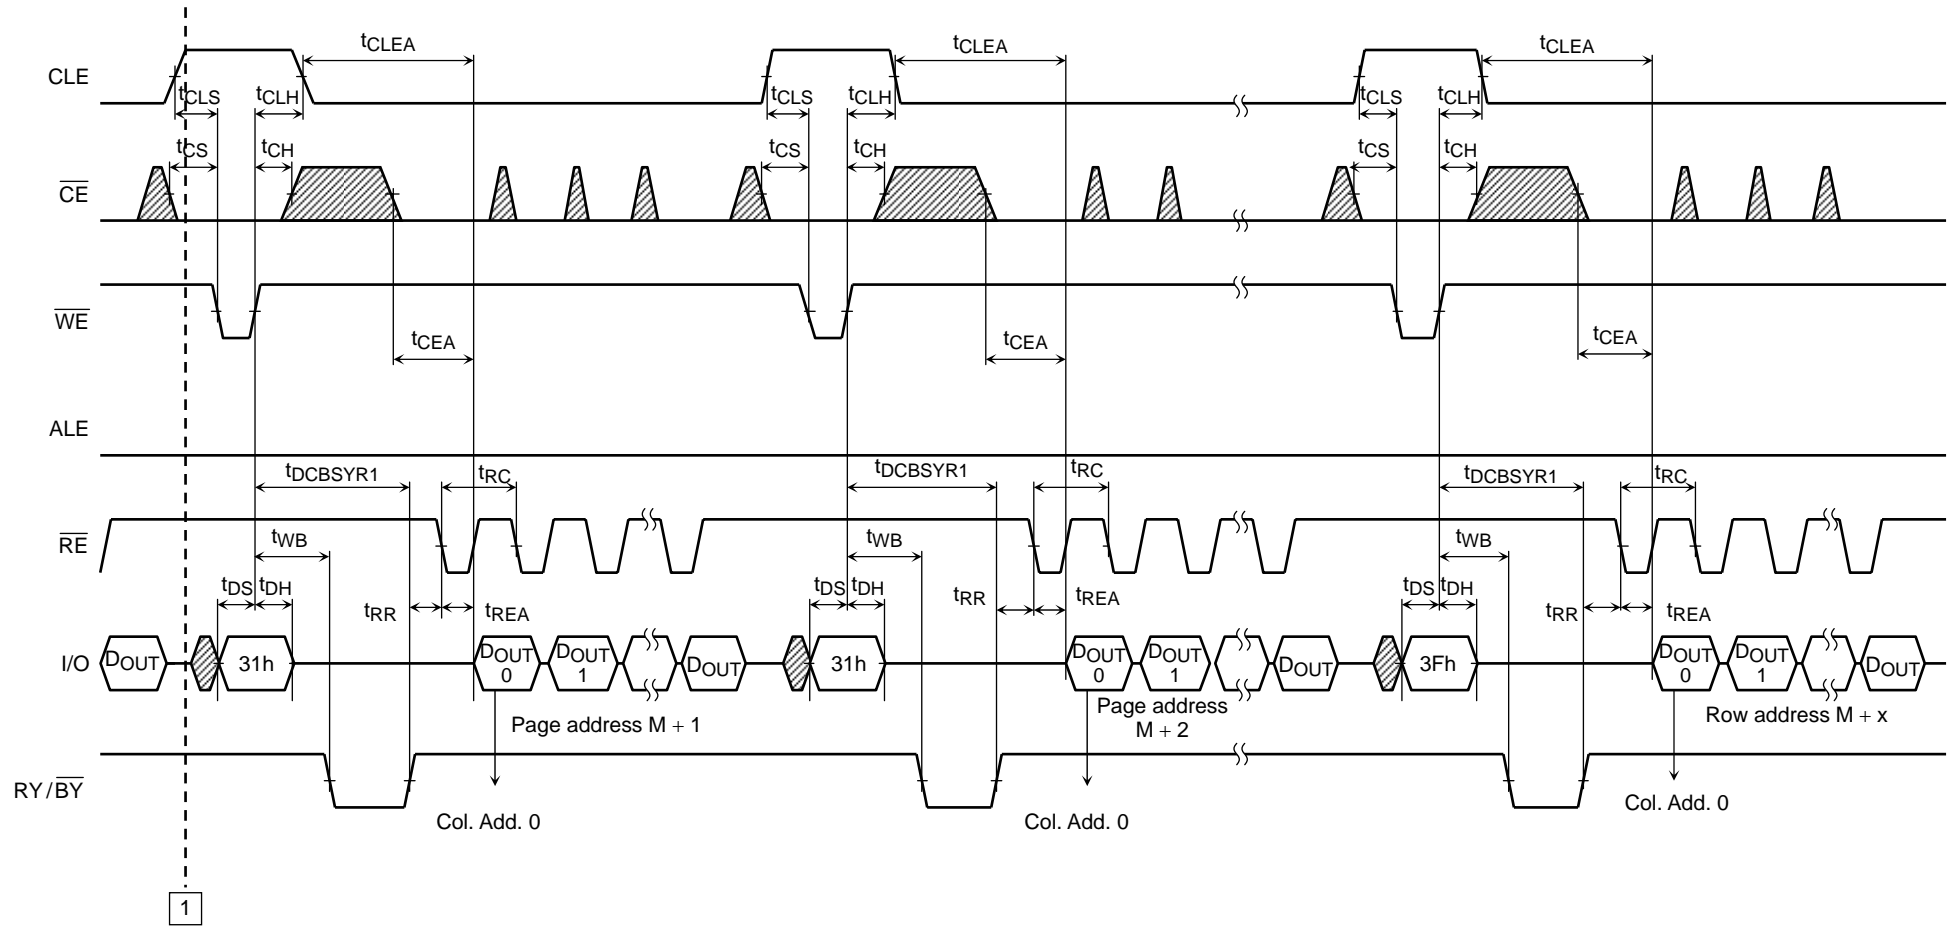 tCLEA tCLEA tCLEA
CLE
tCLS tCLH tCLS tCLH tCLS tCLH
tCS tCH tCS tCH tCS tCH
CE
WE
tCEA tCEA tCEA
ALE
tDCBSYR1 tRC tDCBSYR1 tRC tDCBSYR1 tRC
RE
tWB tWB tWB
tDS tDH tDS tDH tDS tDH
tRR tREA tRR tREA tRR tREA
I/O DOUT 31h DOUT 0 DOUT 1 DOUT 31h DOUT 0 DOUT 1 DOUT 3Fh DOUT 0 DOUT 1 DOUT
Page address M + 1
Page address
M + 2
Row address M + x
RY/BY
Col. Add. 0 Col. Add. 0 Col. Add. 0
1